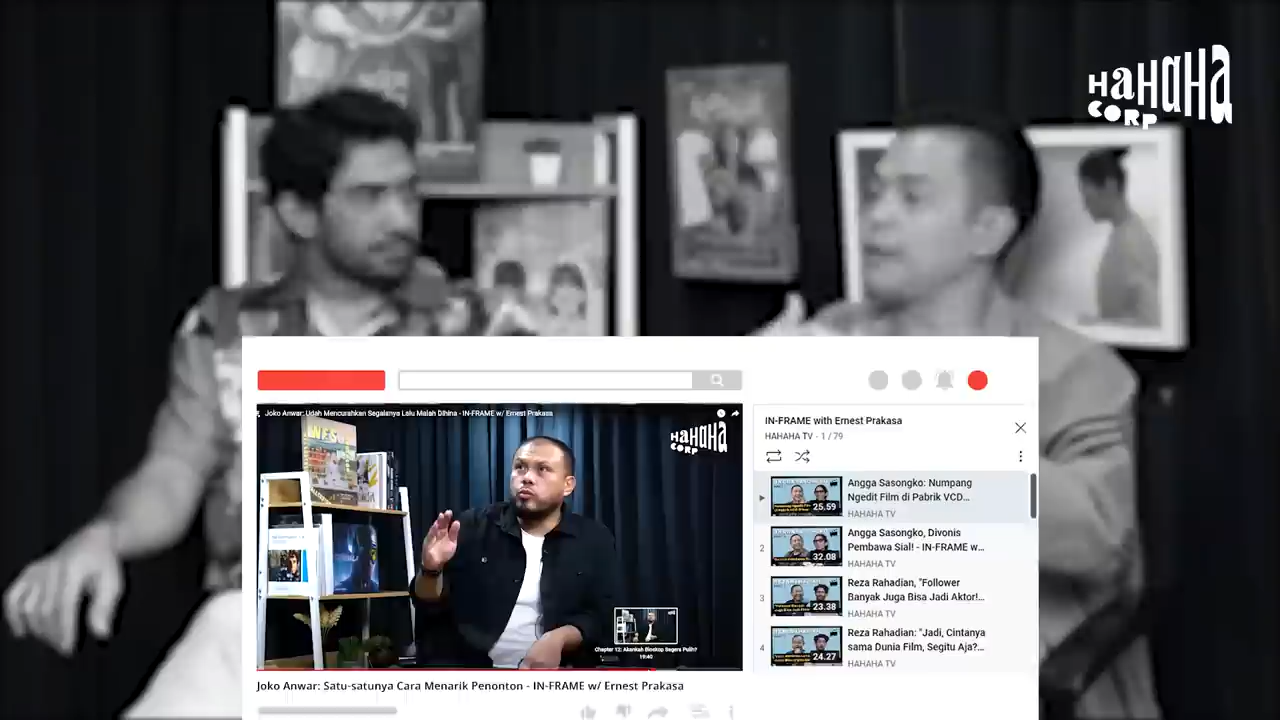 HaHaHa
CORP
Joko Anwar: Udah Mencurahkan Segalanya Lalu Malah Dihina - IN-FRAME w/ Ernest Prakasa
HaHaHa
CORP
Chapter 12: Akankah Bioskop Segera Pulih?
19:40
Joko Anwar: Satu-satunya Cara Menarik Penonton - IN-FRAME w/ Ernest Prakasa
IN-FRAME with Ernest Prakasa
HAHAHA TV - 1 / 79
25.59
Angga Sasongko: Numpang
Ngedit Film di Pabrik VCD...
HAHAHA TV
2
32.08
Angga Sasongko, Divonis
Pembawa Sial! - IN-FRAME w...
HAHAHA TV
3
23.38
Reza Rahadian, "Follower
Banyak Juga Bisa Jadi Aktor!...
HAHAHA TV
4
24.27
Reza Rahadian: "Jadi, Cintanya
sama Dunia Film, Segitu Aja?...
HAHAHA TV